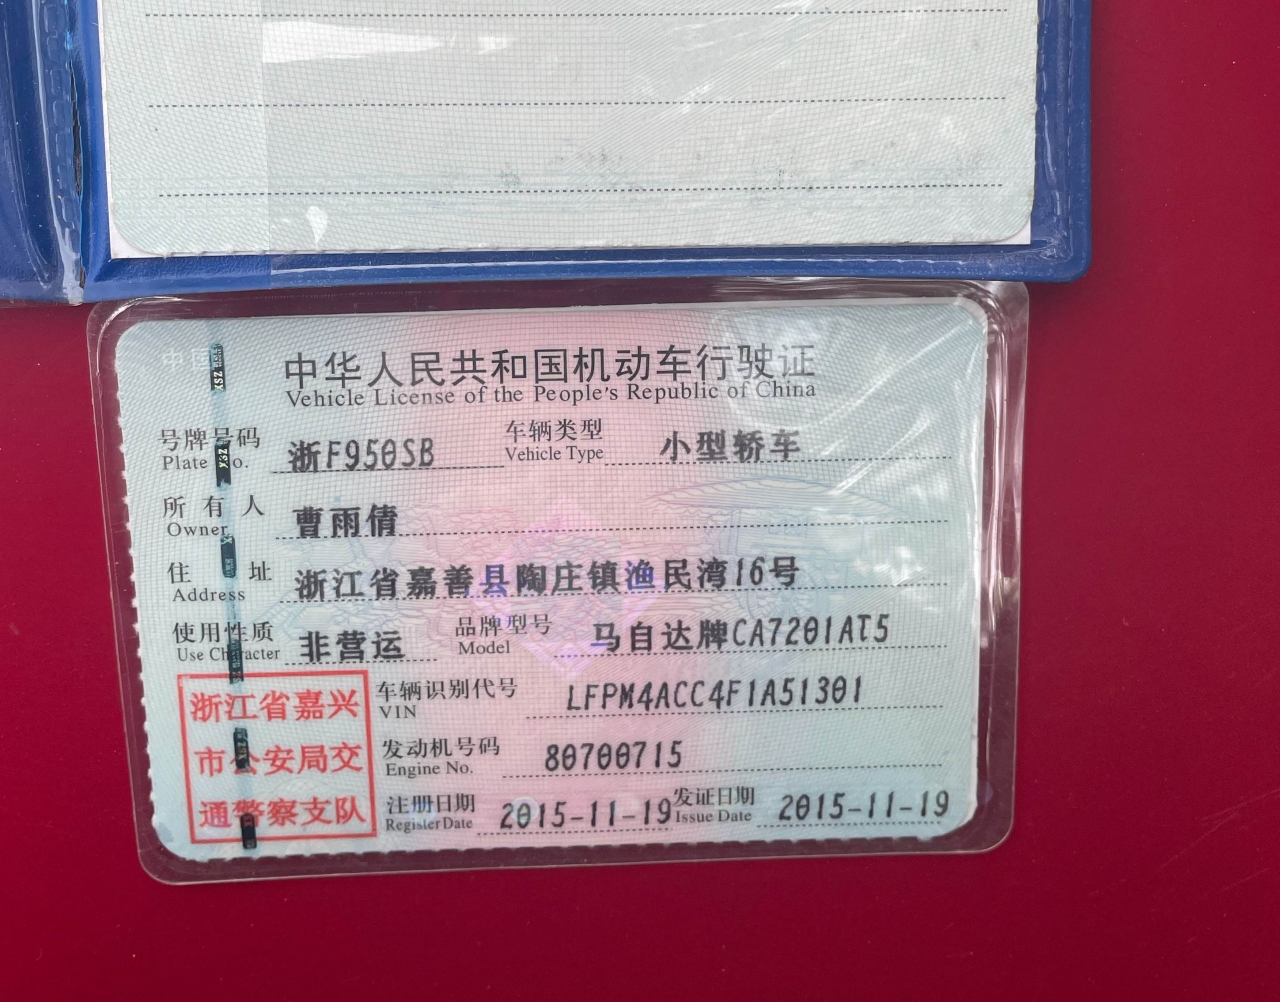 中华人民共和国机动车行驶证
Vehicle License of the People's Republic of China
号牌号码 浙F950SB 车辆类型 小型轿车
Plate No. Vehicle Type
所有人 曹雨倩
Owner
住址 浙江省嘉善县陶庄镇渔民湾16号
Address
使用性质 非营运 品牌型号 马自达牌CA7201AT5
Use Character Model
浙江省嘉兴
市公安局交
通警察支队
车辆识别代号 LFPM4ACC4F1A51301
VIN
发动机号码 80700715
Engine No.
注册日期 2015-11-19 发证日期 2015-11-19
Register Date Issue Date